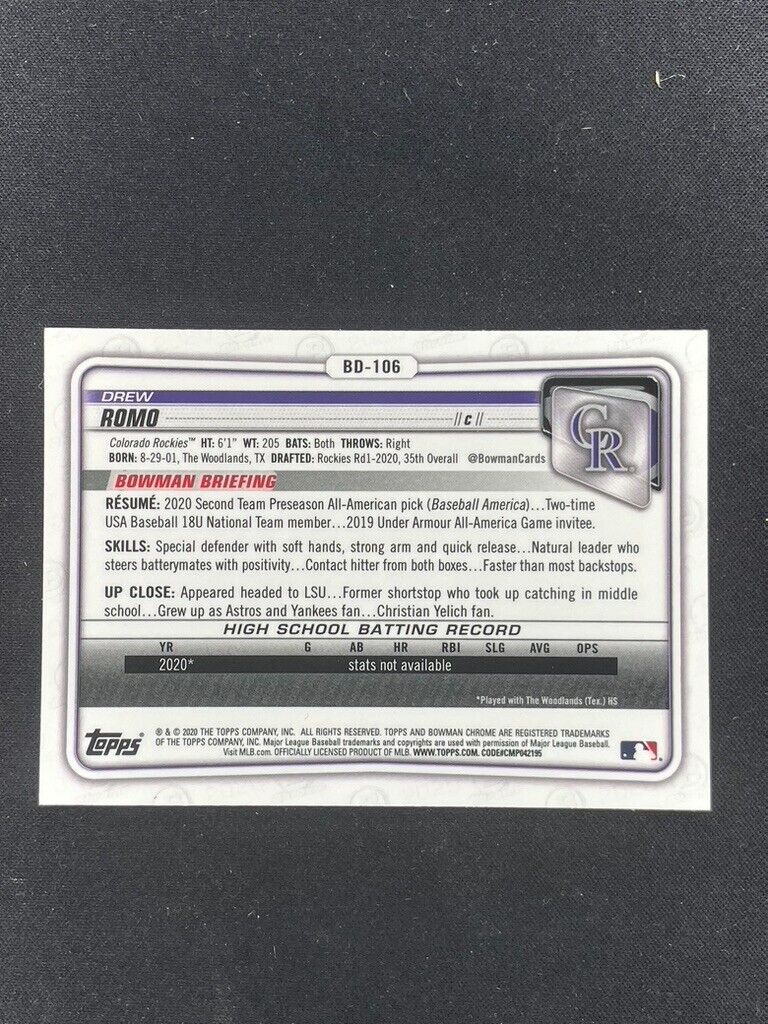 BD-106
DREW
ROMO //C//
CR
Colorado Rockies™ HT: 6'1" WT: 205 BATS: Both THROWS: Right
BORN: 8-29-01, The Woodlands, TX DRAFTED: Rockies Rd1-2020, 35th Overall @BowmanCards
BOWMAN BRIEFING
RÉSUMÉ: 2020 Second Team Preseason All-American pick (Baseball America)...Two-time
USA Baseball 18U National Team member...2019 Under Armour All-America Game invitee.
SKILLS: Special defender with soft hands, strong arm and quick release...Natural leader who
steers batterymates with positivity...Contact hitter from both boxes...Faster than most backstops.
UP CLOSE: Appeared headed to LSU...Former shortstop who took up catching in middle
school...Grew up as Astros and Yankees fan...Christian Yelich fan.
HIGH SCHOOL BATTING RECORD
YR G AB HR RBI SLG AVG OPS
2020* stats not available
*Played with The Woodlands (Tex.) HS
Topps
® & © 2020 THE TOPPS COMPANY, INC. ALL RIGHTS RESERVED. TOPPS AND BOWMAN CHROME ARE REGISTERED TRADEMARKS
OF THE TOPPS COMPANY, INC. Major League Baseball trademarks and copyrights are used with permission of Major League Baseball.
Visit MLB.com. OFFICIALLY LICENSED PRODUCT OF MLB. WWW.TOPPS.COM. CODE#CMP042195